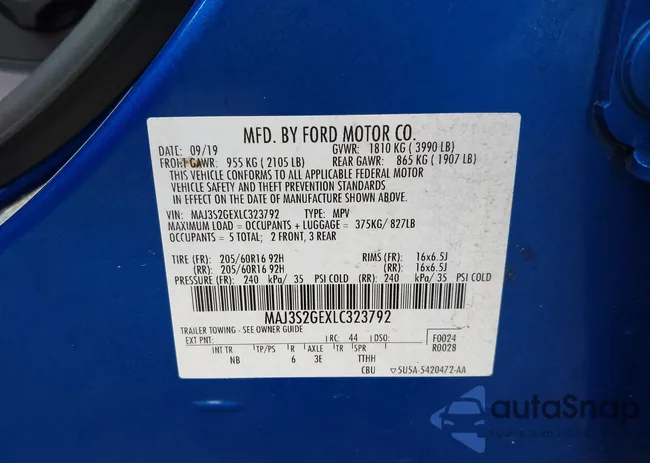 MFD. BY FORD MOTOR CO.
DATE: 09/19 GVWR: 1810 KG ( 3990 LB)
FRONT GAWR: 955 KG ( 2105 LB) REAR GAWR: 865 KG ( 1907 LB)
THIS VEHICLE CONFORMS TO ALL APPLICABLE FEDERAL MOTOR
VEHICLE SAFETY AND THEFT PREVENTION STANDARDS
IN EFFECT ON THE DATE OF MANUFACTURE SHOWN ABOVE.
VIN: MAJ3S2GEXLC323792 TYPE: MPV
MAXIMUM LOAD = OCCUPANTS + LUGGAGE = 375KG/ 827LB
OCCUPANTS = 5 TOTAL; 2 FRONT, 3 REAR
TIRE (FR): 205/60R16 92H RIMS (FR): 16x6.5J
(RR): 205/60R16 92H (RR): 16x6.5J
PRESSURE (FR): 240 kPa/ 35 PSI COLD (RR): 240 kPa/ 35 PSI COLD
MAJ3S2GEXLC323792
TRAILER TOWING - SEE OWNER GUIDE
EXT PNT: RC: 44 DSO: F0024
R0028
INT TR TP/PS R AXLE TR SPR
NB 6 3E TTHH
CBU ▽5U5A-5420472-AA
autoSnap